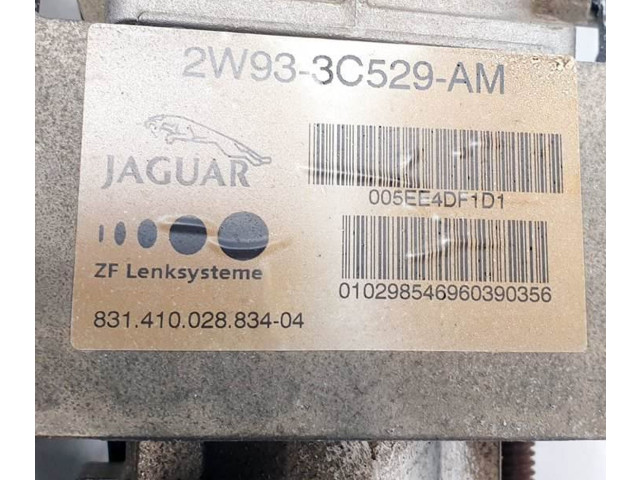 2W93-3C529-AM
JAGUAR
005EE4DF1D1
ZF Lenksysteme
010298546960390356
831.410.028.834-04